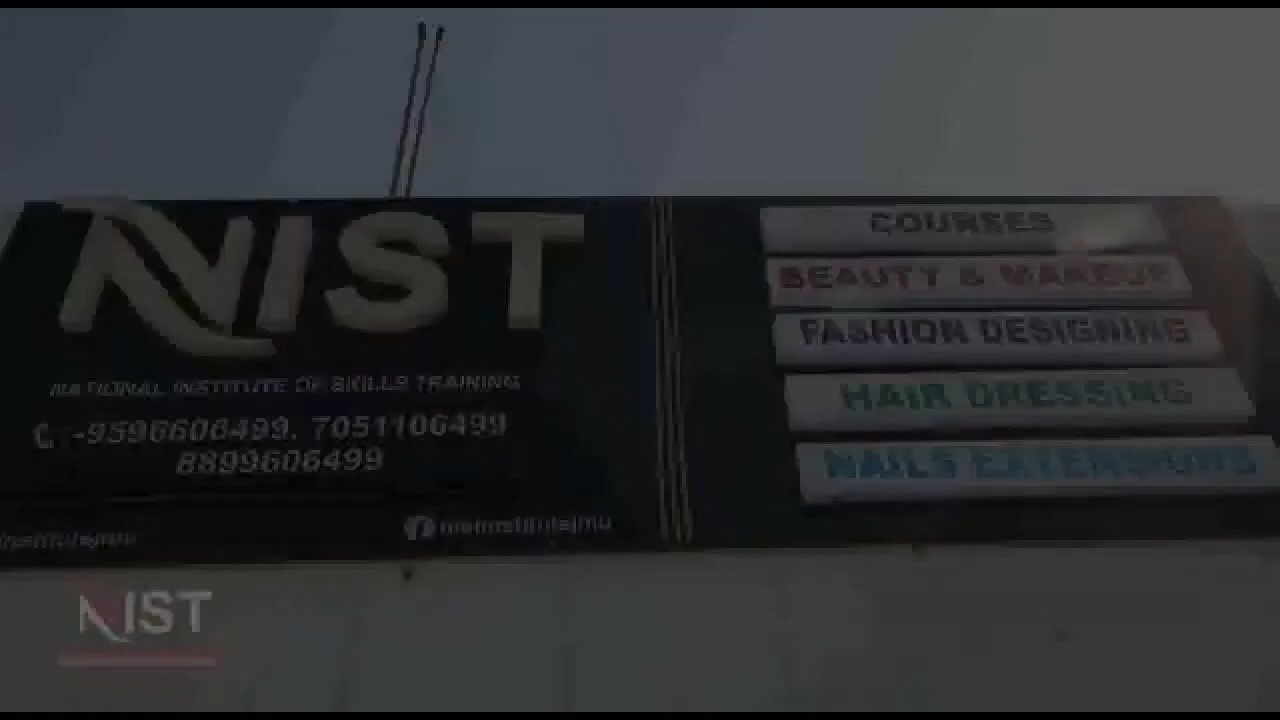 NIST
NATIONAL INSTITUTE OF SKILLS TRAINING
-9596606499, 7051106499
8899606499
COURSES
BEAUTY & MAKEUP
FASHION DESIGNING
HAIR DRESSING
NAILS EXTENSIONS
NIST